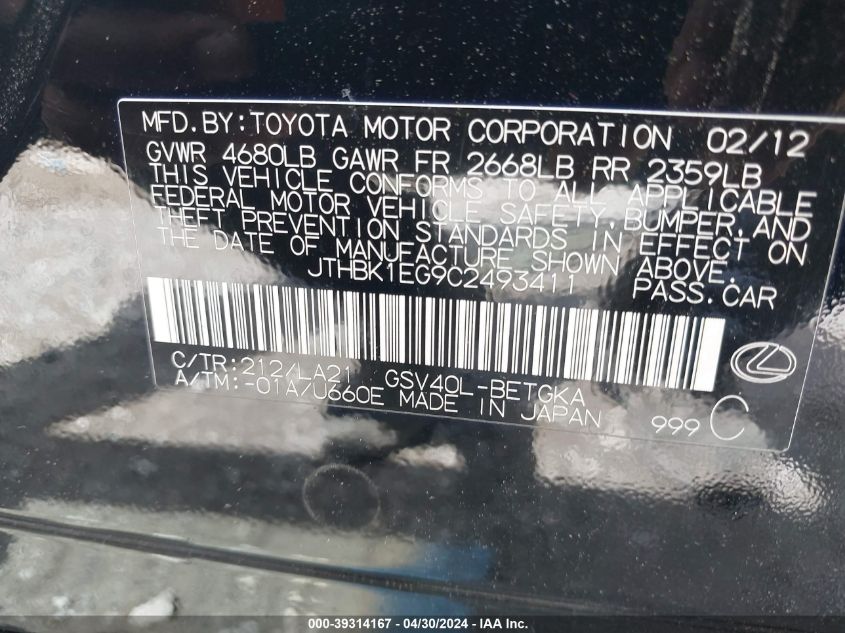 MFD.BY:TOYOTA MOTOR CORPORATION 02/12
GVWR 4680LB GAWR FR 2668LB RR 2359LB
THIS VEHICLE CONFORMS TO ALL APPLICABLE
FEDERAL MOTOR VEHICLE SAFETY,BUMPER,AND
THEFT PREVENTION STANDARDS IN EFFECT ON
THE DATE OF MANUFACTURE SHOWN ABOVE.
JTHBK1EG9C2493411 PASS.CAR
C/TR:212/LA21 GSV40L-BETGKA
A/TM:-01A/U660E MADE IN JAPAN 999 C
000-39314167 - 04/30/2024 - IAA Inc.